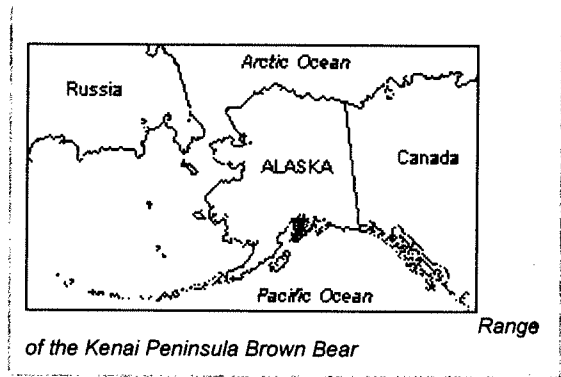 Arctic Ocean
Russia
Canada
ALASKA
Pacific Ocean
Range
of the Kenai Peninsula Brown Bear